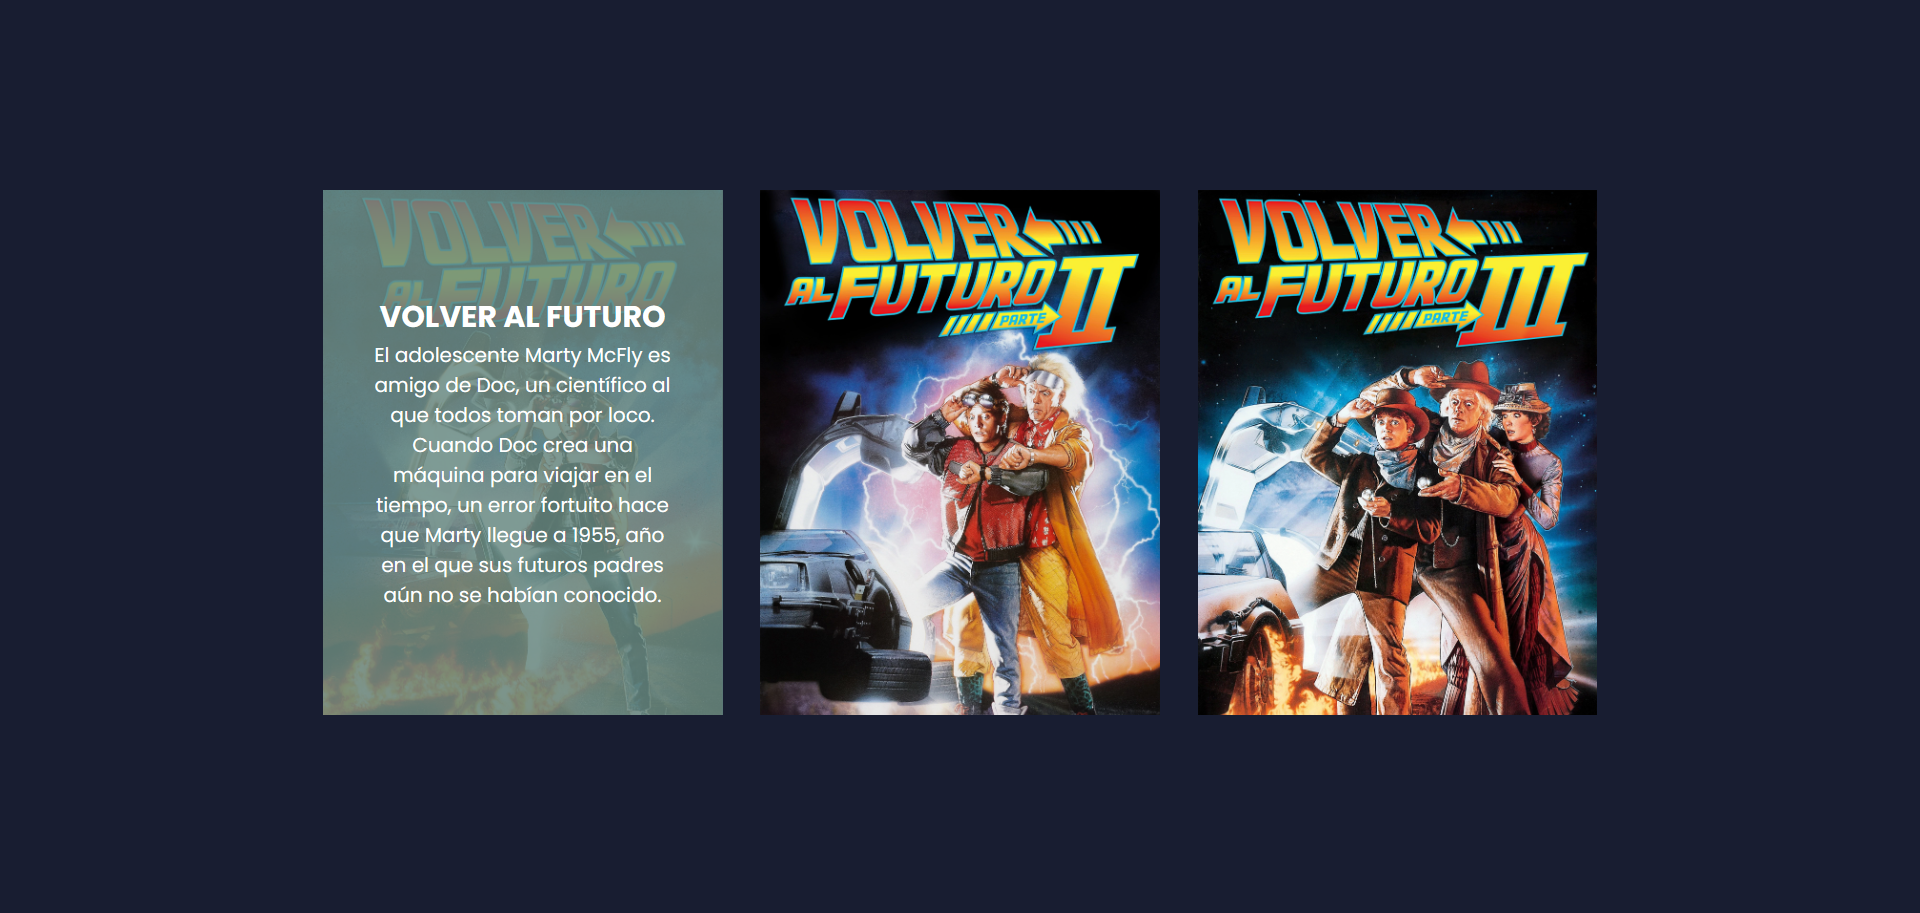 VOLVER
AL FUTURO
VOLVER AL FUTURO
El adolescente Marty McFly es
amigo de Doc, un científico al
que todos toman por loco.
Cuando Doc crea una
máquina para viajar en el
tiempo, un error fortuito hace
que Marty llegue a 1955, año
en el que sus futuros padres
aún no se habían conocido.
VOLVER
AL FUTURO II
PARTE
VOLVER
AL FUTURO III
PARTE